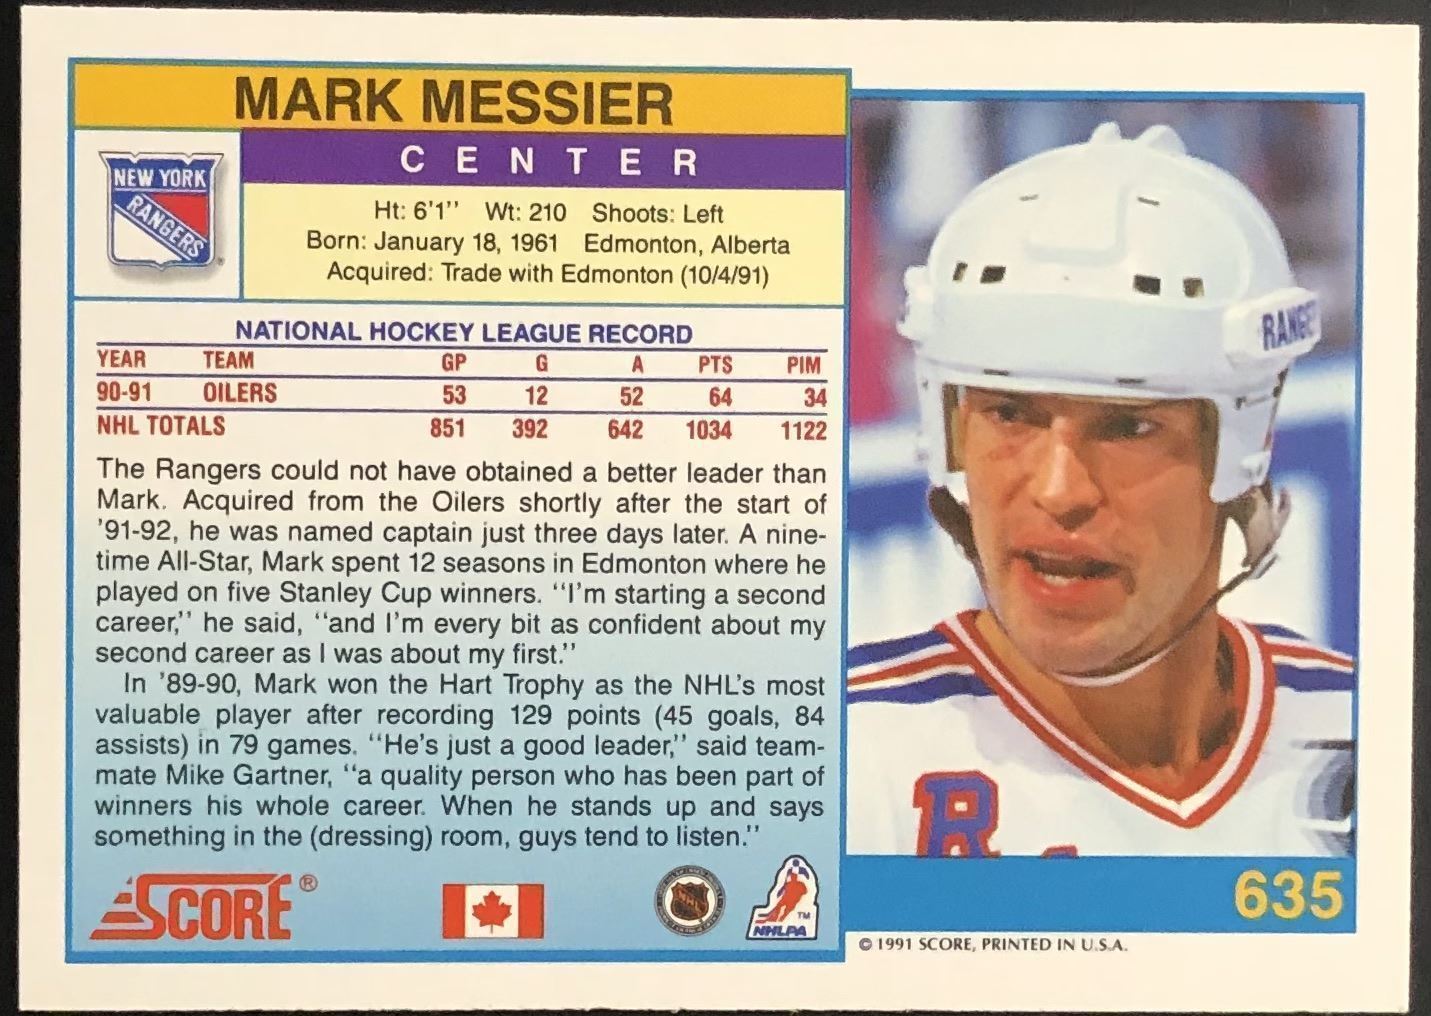 MARK MESSIER
CENTER
NEW YORK
RANGERS
Ht: 6'1'' Wt: 210 Shoots: Left
Born: January 18, 1961 Edmonton, Alberta
Acquired: Trade with Edmonton (10/4/91)
NATIONAL HOCKEY LEAGUE RECORD
YEAR TEAM GP G A PTS PIM
90-91 OILERS 53 12 52 64 34
NHL TOTALS 851 392 642 1034 1122
The Rangers could not have obtained a better leader than
Mark. Acquired from the Oilers shortly after the start of
'91-92, he was named captain just three days later. A nine-
time All-Star, Mark spent 12 seasons in Edmonton where he
played on five Stanley Cup winners. ''I'm starting a second
career,'' he said, ''and I'm every bit as confident about my
second career as I was about my first.''
In '89-90, Mark won the Hart Trophy as the NHL's most
valuable player after recording 129 points (45 goals, 84
assists) in 79 games. ''He's just a good leader,'' said team-
mate Mike Gartner, ''a quality person who has been part of
winners his whole career. When he stands up and says
something in the (dressing) room, guys tend to listen.''
SCORE®
NHL
NHLPA TM
RANGE
R
635
© 1991 SCORE, PRINTED IN U.S.A.